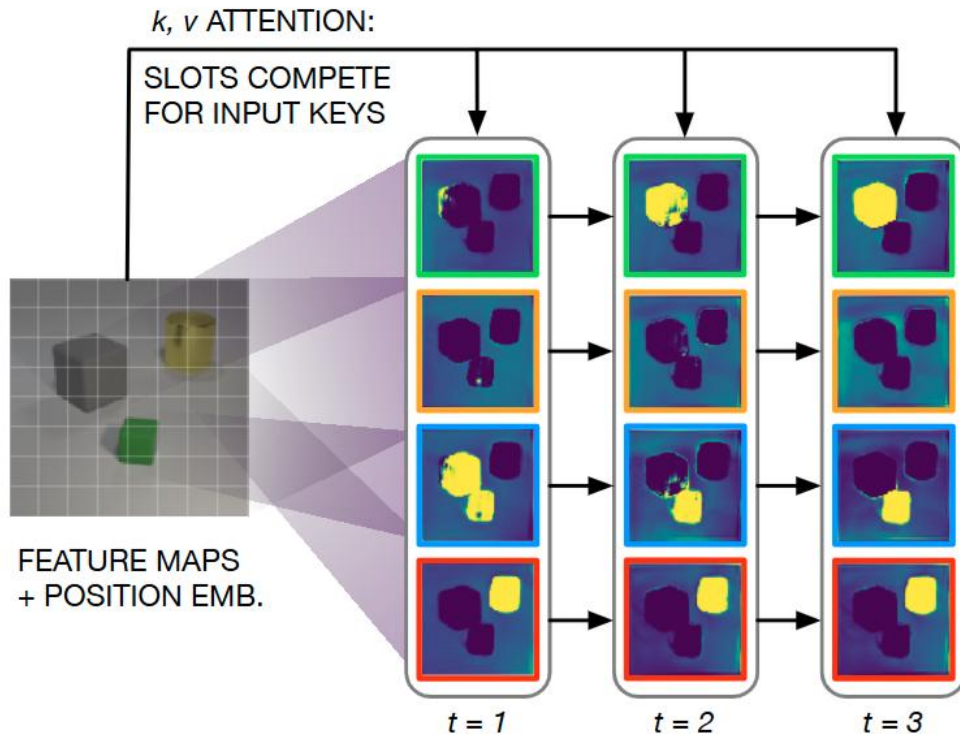 k, v ATTENTION:
SLOTS COMPETE
FOR INPUT KEYS
FEATURE MAPS
+ POSITION EMB.
t = 1
t = 2
t = 3